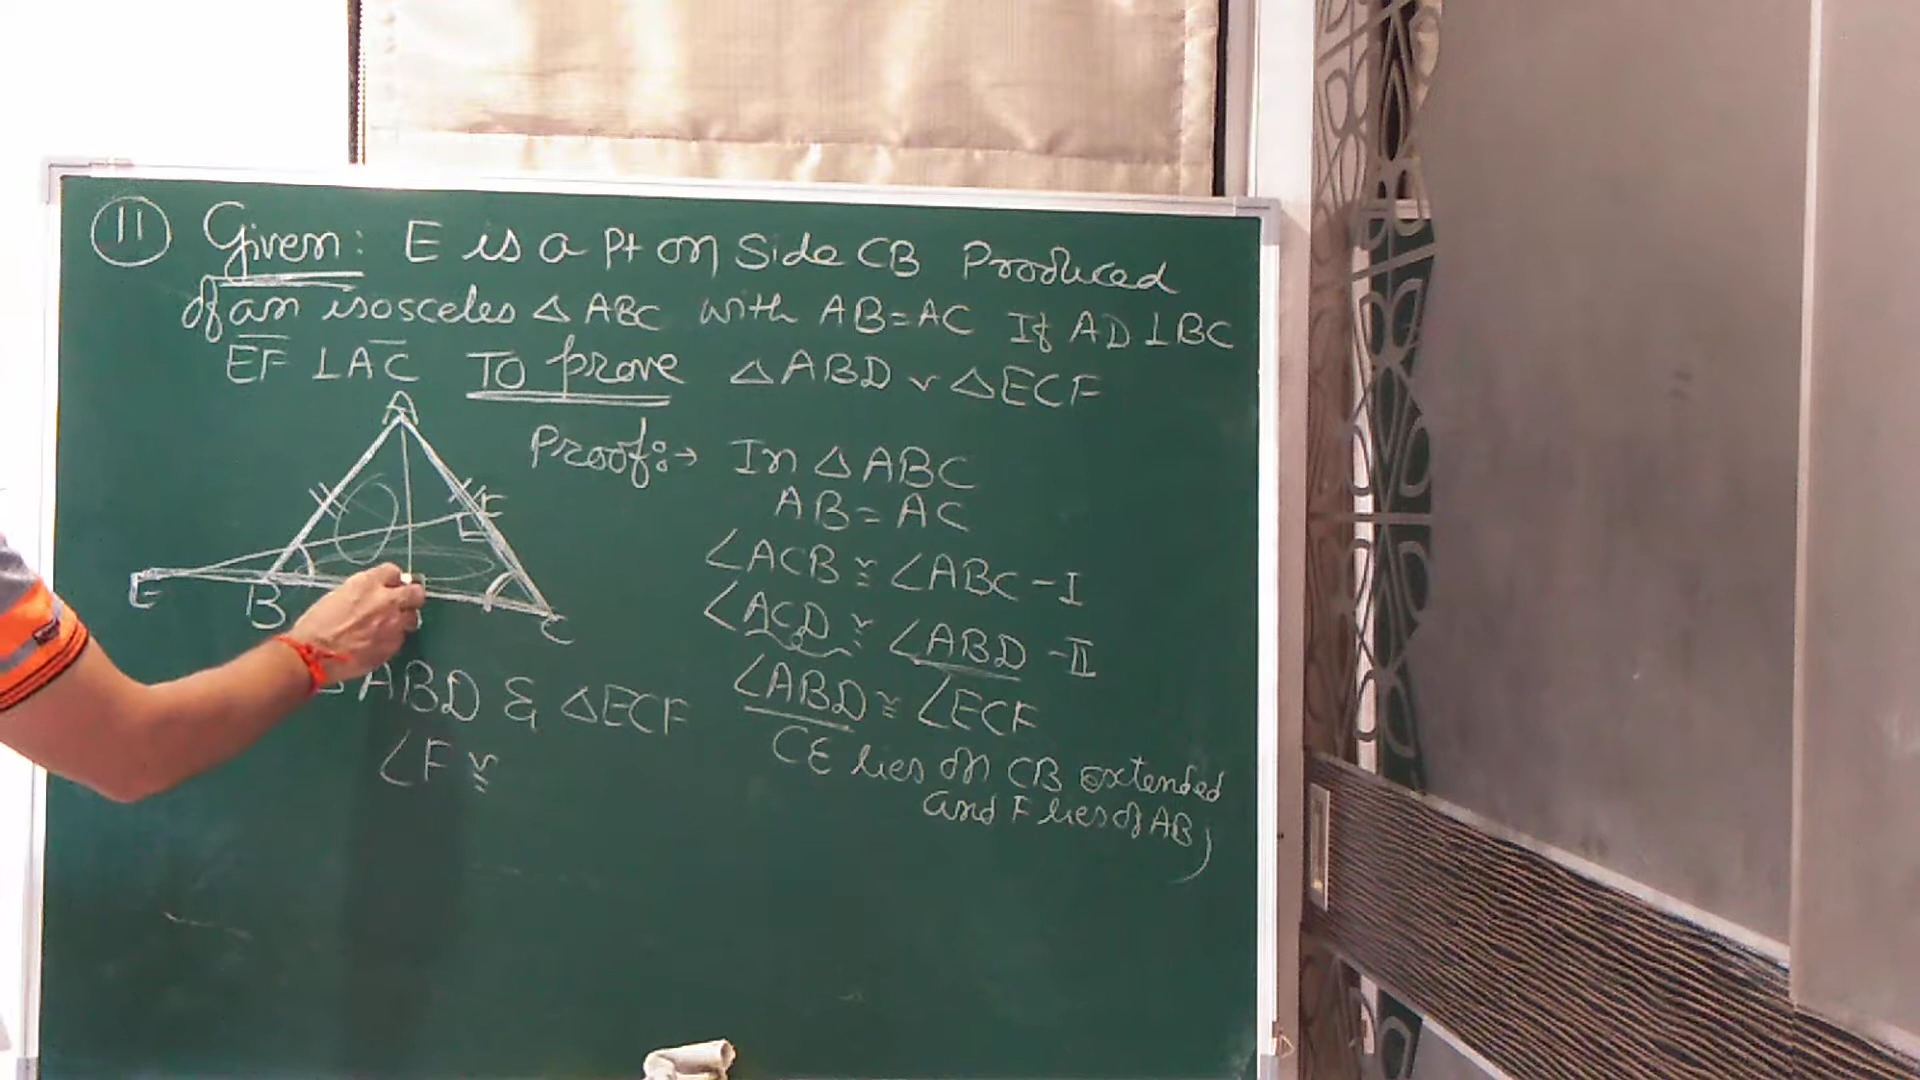 11 Given: E is a Pt on Side CB Produced
of an isosceles △ ABC with AB=AC If AD⊥BC
EF ⊥AC To prove △ABD ~ △ECF
A
Proof:→ In △ABC
AB=AC
F
∠ACB ≅ ∠ABC-I
E B C
∠ACD ≅ ∠ABD-II
ABD & △ECF
∠ABD ≅ ∠ECF
∠F ≅
CE lies on CB extended
and F lies of AB)